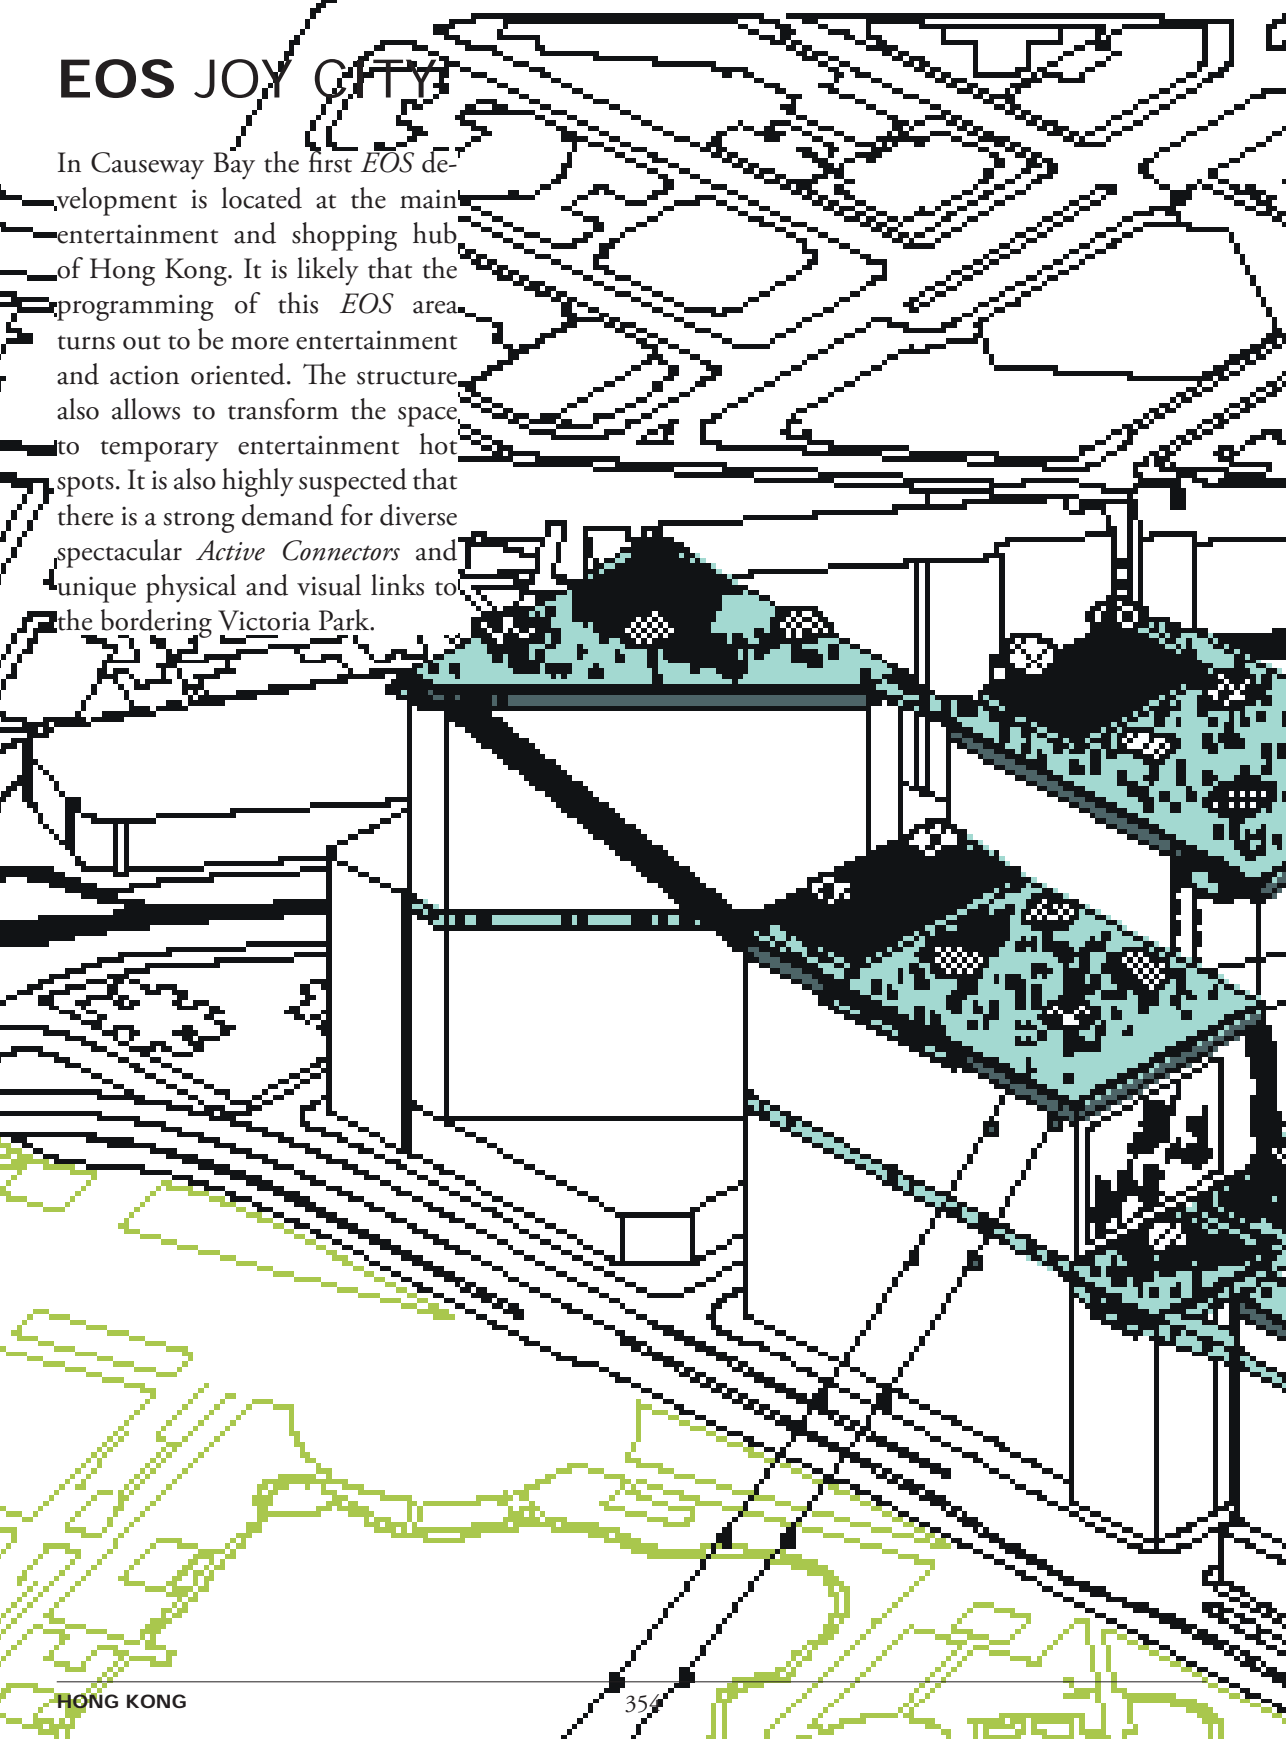 EOS JOY CITY
In Causeway Bay the first EOS de-
velopment is located at the main
entertainment and shopping hub
of Hong Kong. It is likely that the
programming of this EOS area
turns out to be more entertainment
and action oriented. The structure
also allows to transform the space
to temporary entertainment hot
spots. It is also highly suspected that
there is a strong demand for diverse
spectacular Active Connectors and
unique physical and visual links to
the bordering Victoria Park.
HONG KONG
354